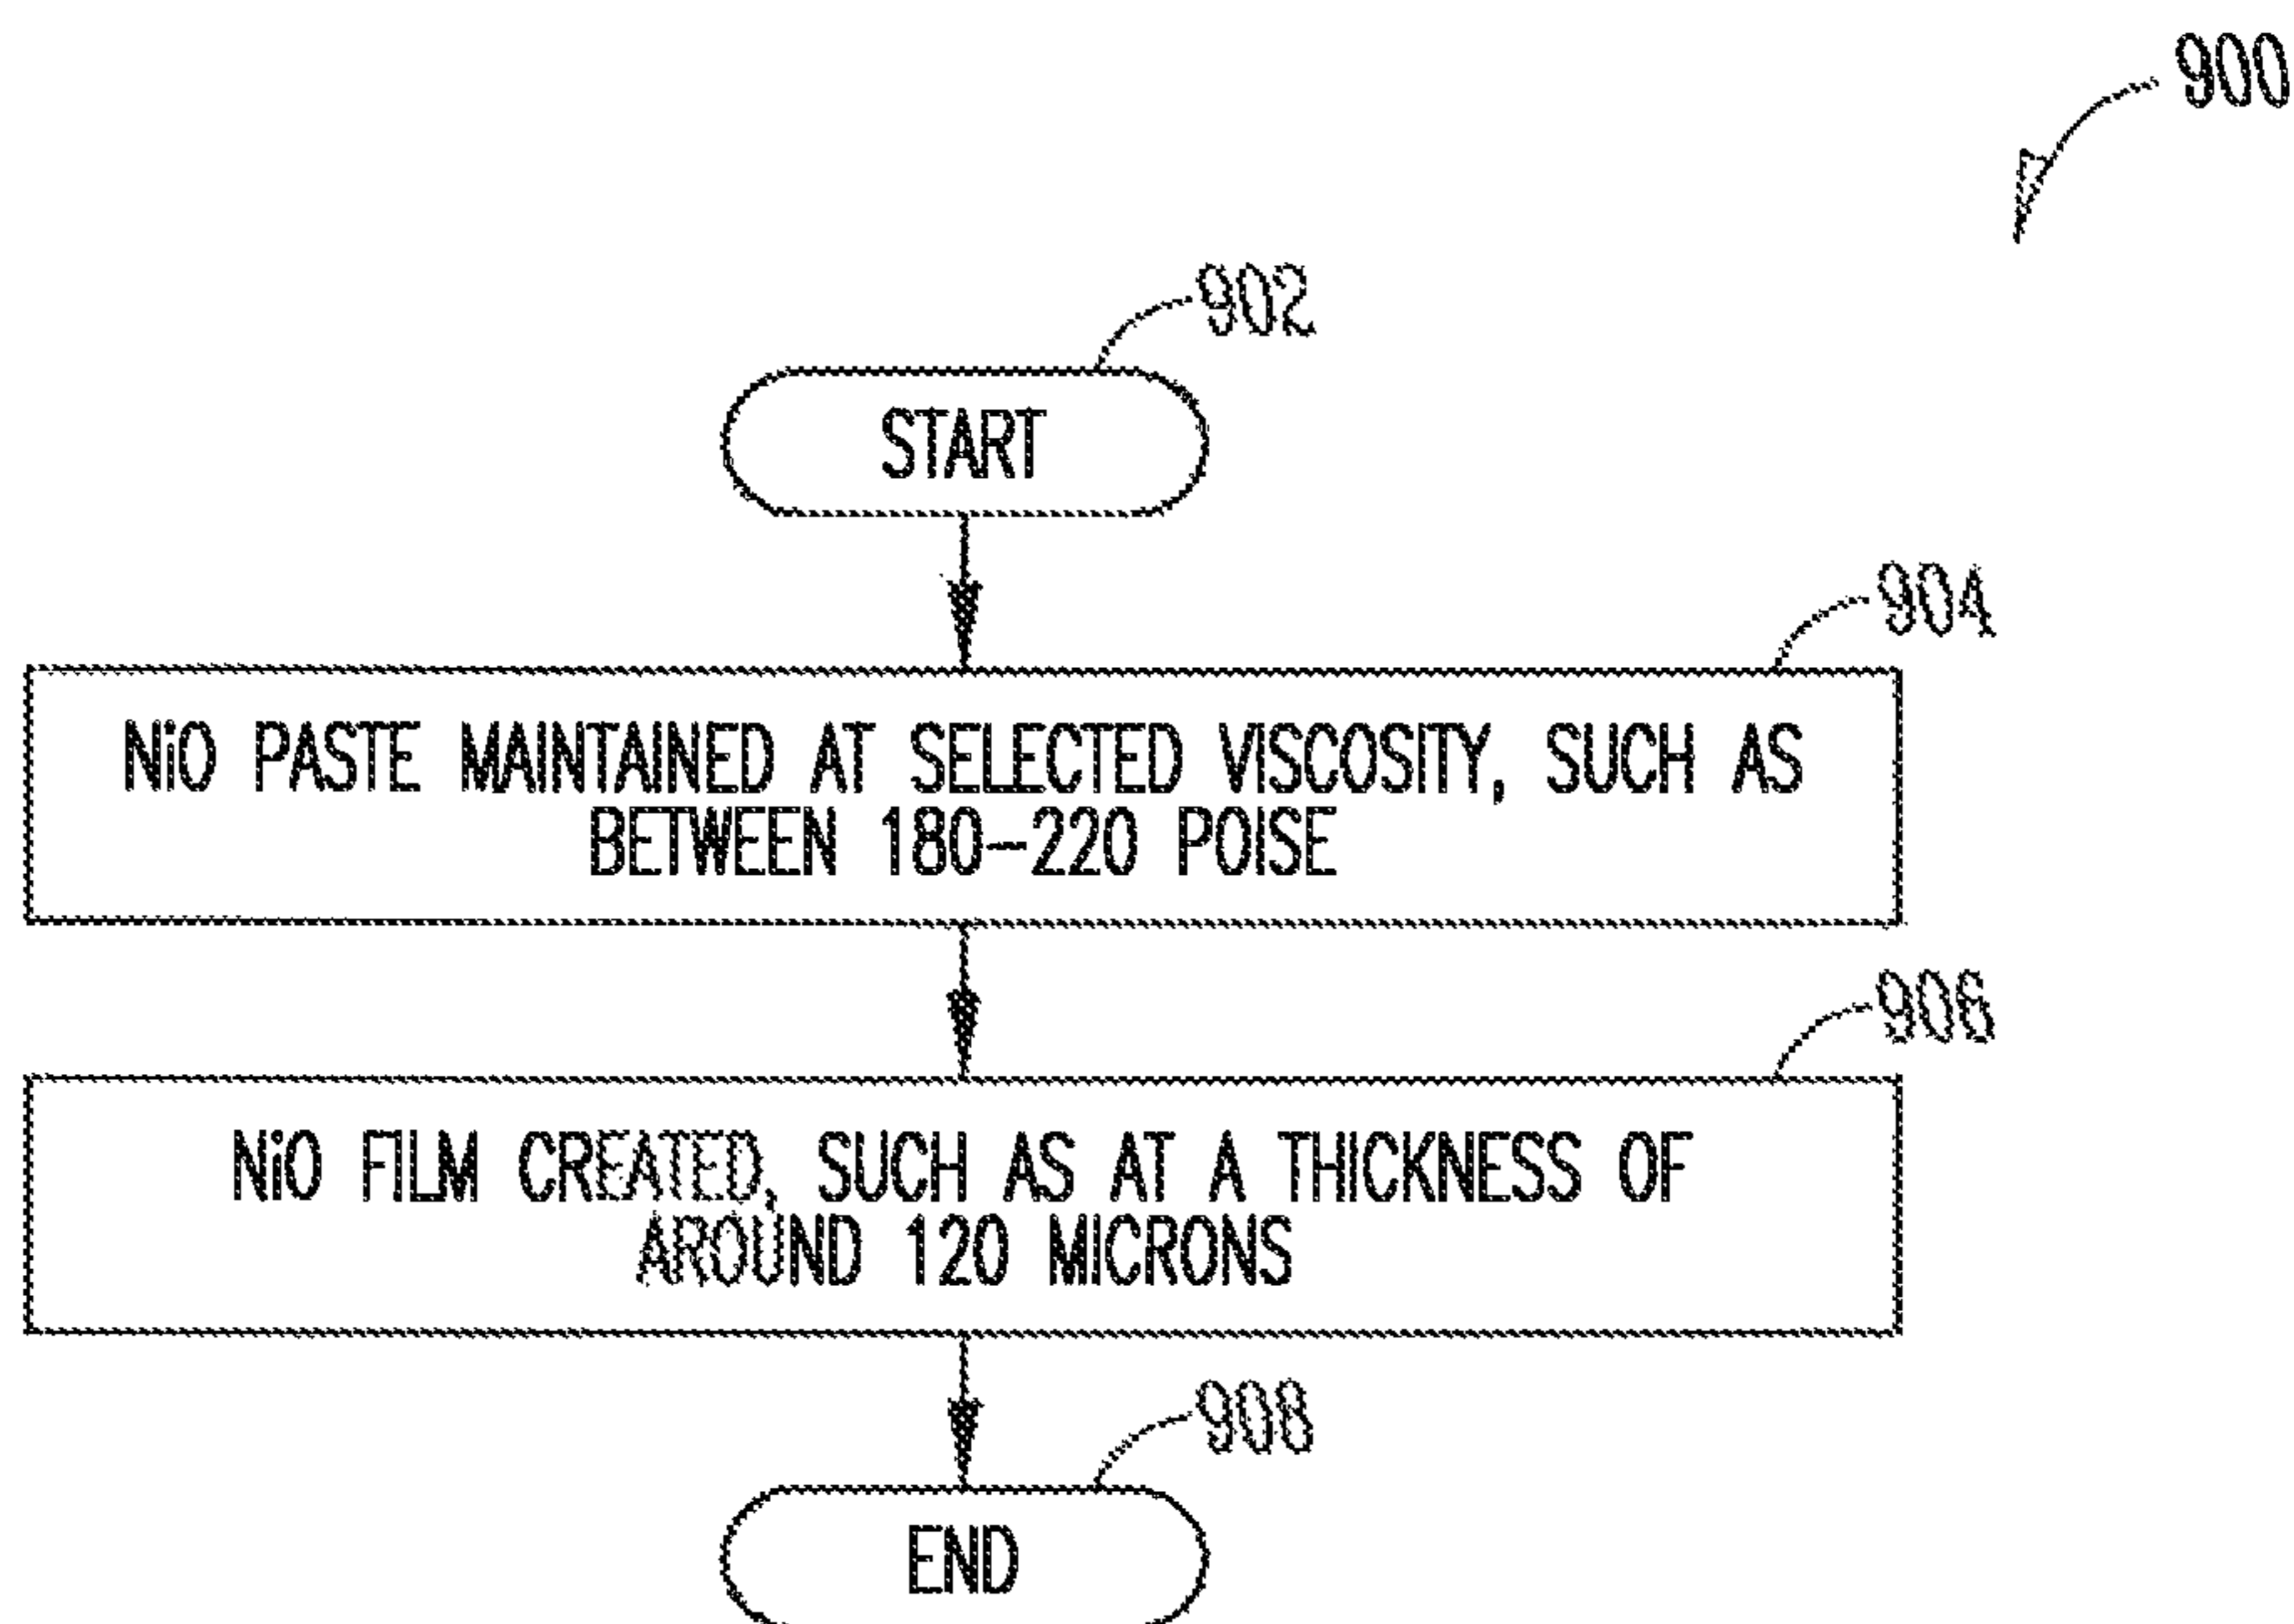 900
902
START
904
NiO PASTE MAINTAINED AT SELECTED VISCOSITY, SUCH AS
BETWEEN 180-220 POISE
906
NiO FILM CREATED, SUCH AS AT A THICKNESS OF
AROUND 120 MICRONS
908
END